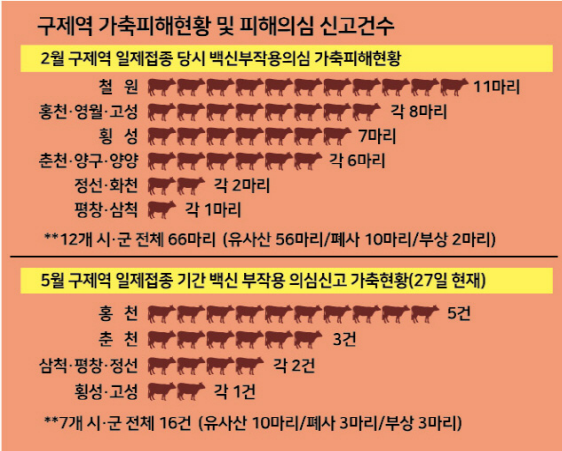 구제역 가축피해현황 및 피해의심 신고건수
2월 구제역 일제접종 당시 백신부작용의심 가축피해현황
철 원 11마리
홍천·영월·고성 각 8마리
횡 성 7마리
춘천·양구·양양 각 6마리
정선·화천 각 2마리
평창·삼척 각 1마리
**12개 시·군 전체 66마리 (유사산 56마리/폐사 10마리/부상 2마리)
5월 구제역 일제접종 기간 백신 부작용 의심신고 가축현황(27일 현재)
홍 천 5건
춘 천 3건
삼척·평창·정선 각 2건
횡성·고성 각 1건
**7개 시·군 전체 16건 (유사산 10마리/폐사 3마리/부상 3마리)